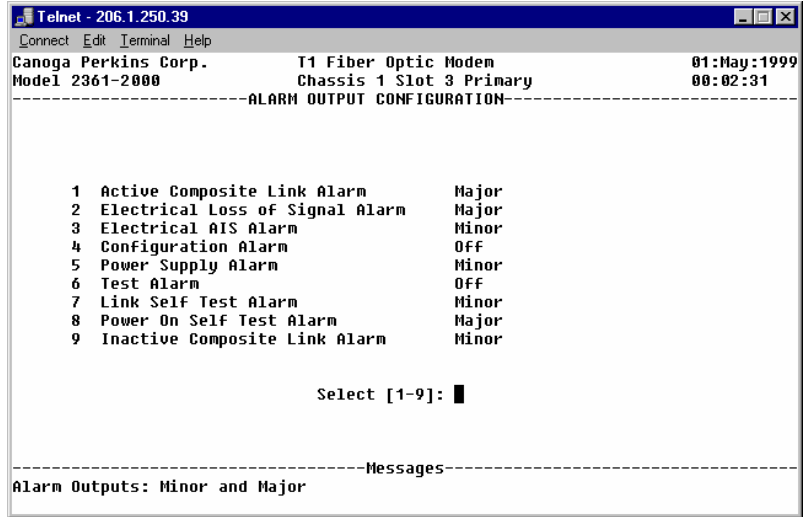 Telnet - 206.1.250.39
Connect Edit Terminal Help
Canoga Perkins Corp. T1 Fiber Optic Modem 01:May:1999
Model 2361-2000 Chassis 1 Slot 3 Primary 00:02:31
-------------------------ALARM OUTPUT CONFIGURATION-------------------------------
1 Active Composite Link Alarm Major
2 Electrical Loss of Signal Alarm Major
3 Electrical AIS Alarm Minor
4 Configuration Alarm Off
5 Power Supply Alarm Minor
6 Test Alarm Off
7 Link Self Test Alarm Minor
8 Power On Self Test Alarm Major
9 Inactive Composite Link Alarm Minor
Select [1-9]:
-------------------------------------Messages-------------------------------------
Alarm Outputs: Minor and Major